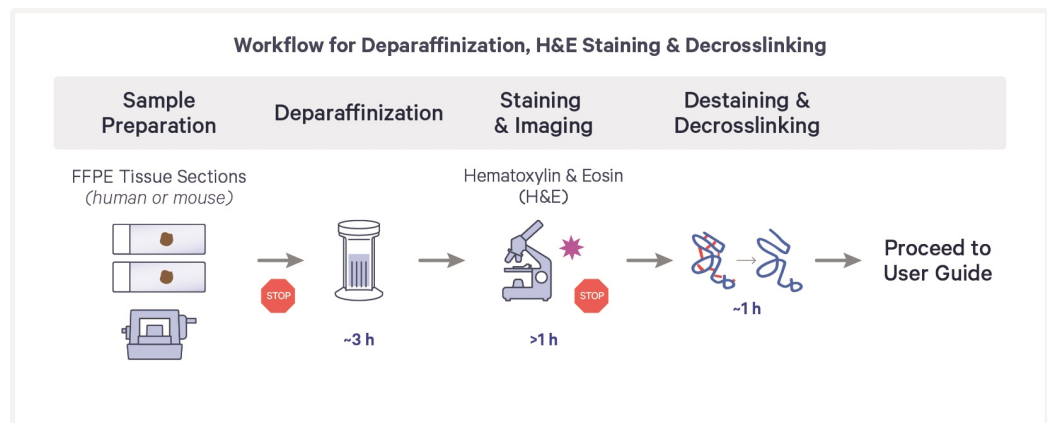 Workflow for Deparaffinization, H&E Staining & Decrosslinking
Sample
Preparation
Deparaffinization
Staining
& Imaging
Destaining &
Decrosslinking
FFPE Tissue Sections
(human or mouse)
Hematoxylin & Eosin
(H&E)
STOP
STOP
~3 h
>1 h
~1 h
Proceed to
User Guide